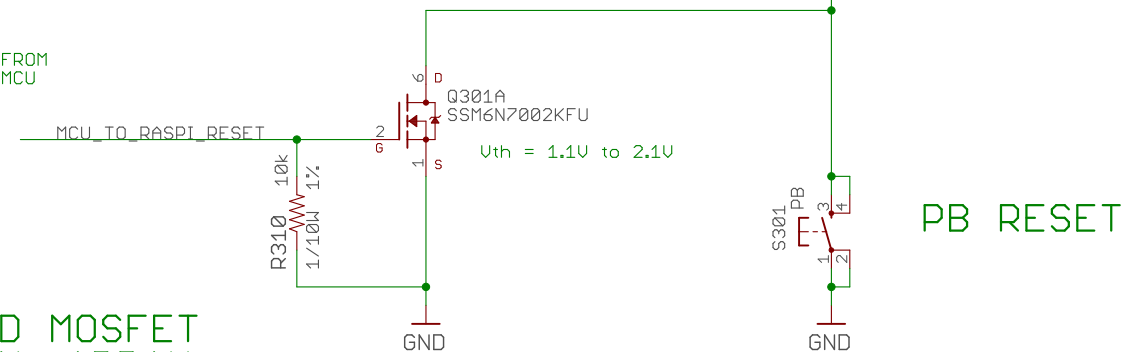 FROM
MCU
MCU_TO_RASPI_RESET
6
D
Q301A
SSM6N7002KFU
2
G
1
S
Vth = 1.1V to 2.1V
R310
10k
1/10W
1%
S301
PB
3
4
1
2
PB RESET
D MOSFET
GND
GND